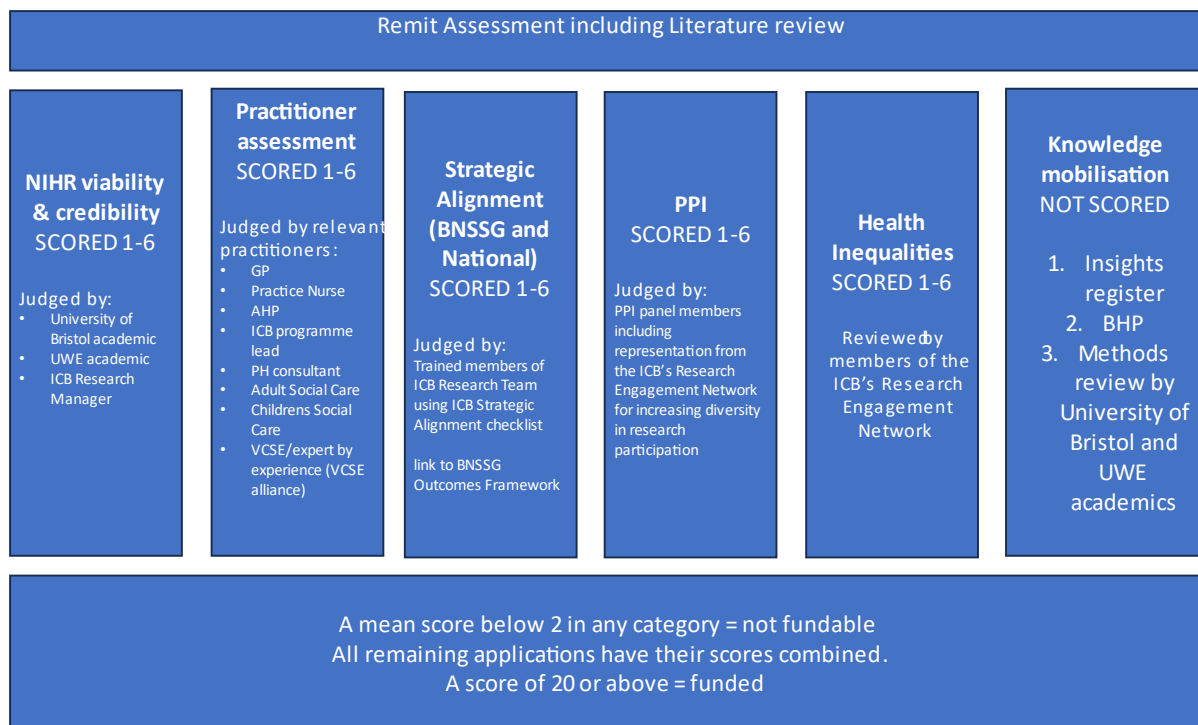 Remit Assessment including Literature review
NIHR viability
& credibility
SCORED 1-6
Judged by:
• University of
Bristol academic
• UWE academic
• ICB Research
Manager
Practitioner
assessment
SCORED 1-6
Judged by relevant
practitioners:
• GP
• Practice Nurse
• AHP
• ICB programme
lead
• PH consultant
• Adult Social Care
• Childrens Social
Care
• VCSE/expert by
experience (VCSE
alliance)
Strategic
Alignment
(BNSSG and
National)
SCORED 1-6
Judged by:
Trained members of
ICB Research Team
using ICB Strategic
Alignment checklist
link to BNSSG
Outcomes Framework
PPI
SCORED 1-6
Judged by:
PPI panel members
including
representation from
the ICB's Research
Engagement Network
for increasing diversity
in research
participation
Health
Inequalities
SCORED 1-6
Reviewed by
members of the
ICB's Research
Engagement
Network
Knowledge
mobilisation
NOT SCORED
1. Insights
register
2. BHP
3. Methods
review by
University of
Bristol and
UWE
academics
A mean score below 2 in any category = not fundable
All remaining applications have their scores combined.
A score of 20 or above = funded